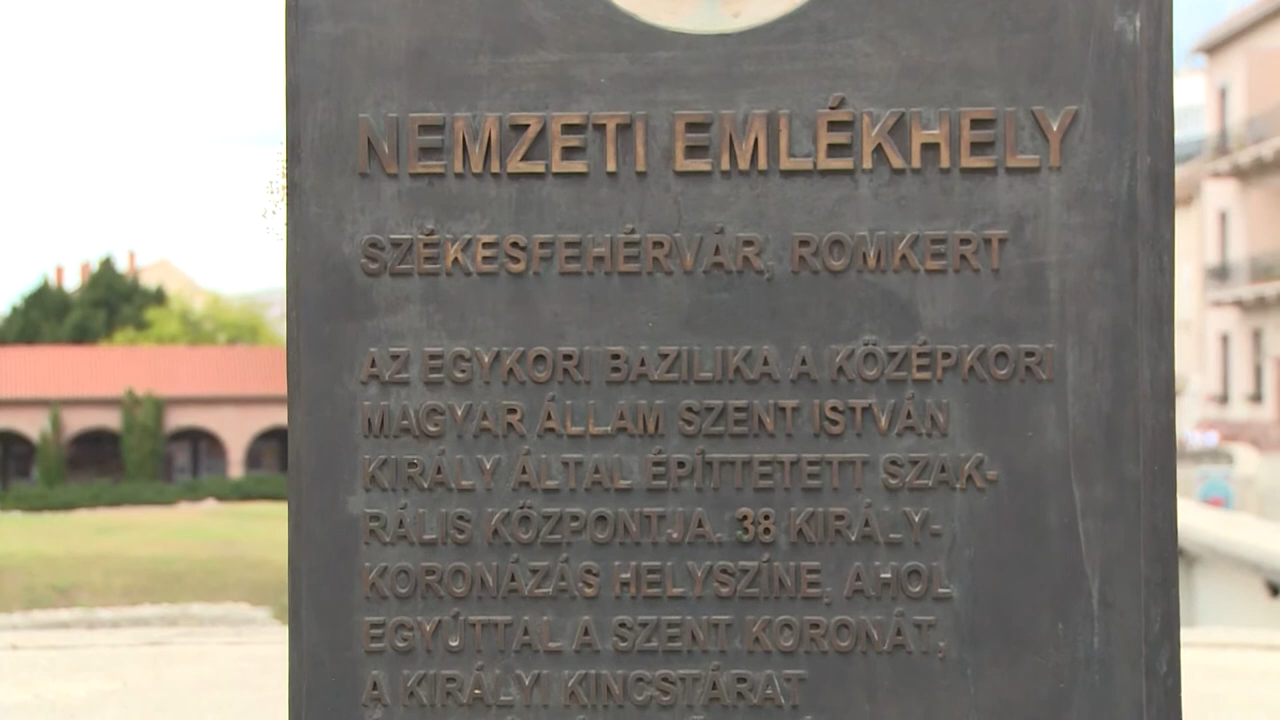 NEMZETI EMLÉKHELY
SZÉKESFEHÉRVÁR, ROMKERT
AZ EGYKORI BAZILIKA A KÖZÉPKORI
MAGYAR ÁLLAM SZENT ISTVÁN
KIRÁLY ÁLTAL ÉPÍTTETETT SZAK-
RÁLIS KÖZPONTJA. 38 KIRÁLY-
KORONÁZÁS HELYSZÍNE, AHOL
EGYÚTTAL A SZENT KORONÁT,
A KIRÁLYI KINCSTÁRAT